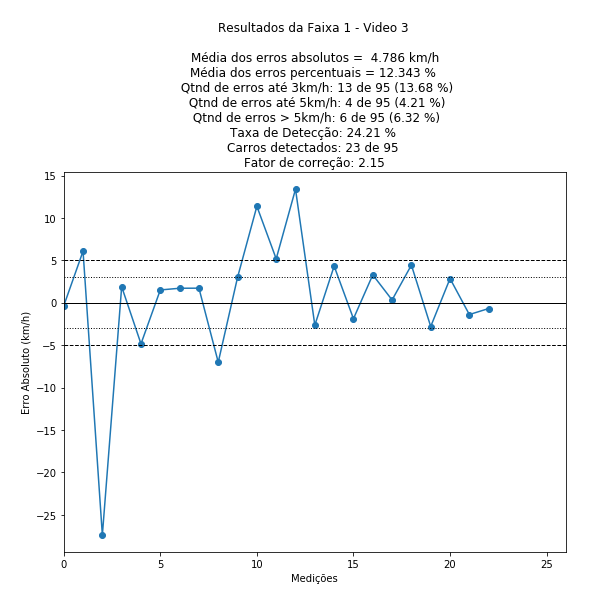 Resultados da Faixa 1 - Video 3
Média dos erros absolutos = 4.786 km/h
Média dos erros percentuais = 12.343 %
Qtnd de erros até 3km/h: 13 de 95 (13.68 %)
Qtnd de erros até 5km/h: 4 de 95 (4.21 %)
Qtnd de erros > 5km/h: 6 de 95 (6.32 %)
Taxa de Detecção: 24.21 %
Carros detectados: 23 de 95
Fator de correção: 2.15
15
10
5
0
−5
−10
−15
−20
−25
Erro Absoluto (km/h)
0 5 10 15 20 25
Medições